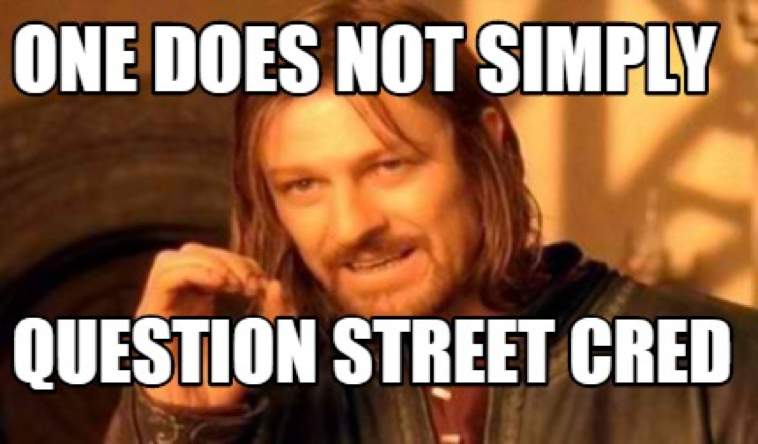 ONE DOES NOT SIMPLY
QUESTION STREET CRED